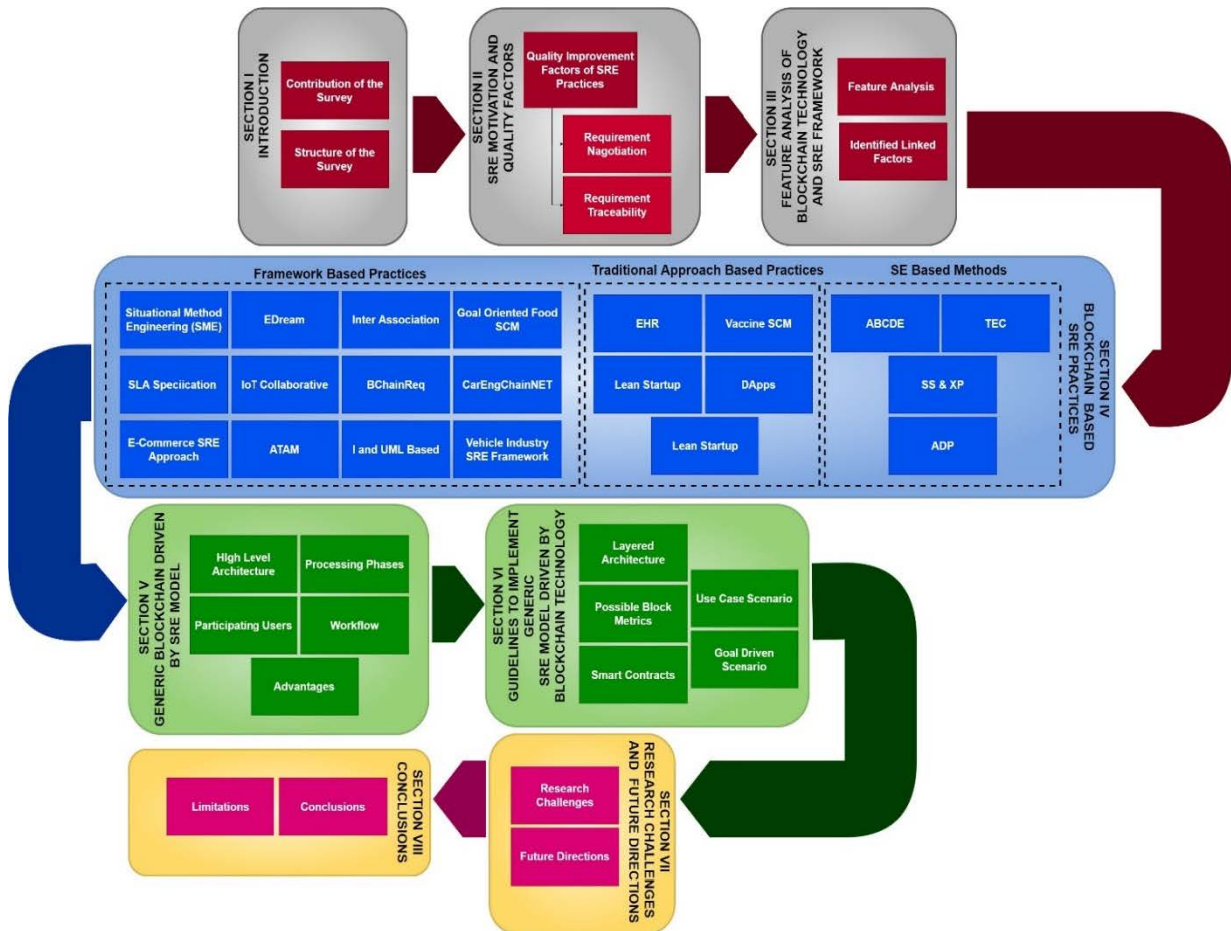 SECTION I
INTRODUCTION
Contribution of the
Survey
Structure of the
Survey
SECTION II
SRE MOTIVATION AND
QUALITY FACTORS
Quality Improvement
Factors of SRE
Practices
Requirement
Nagotiation
Requirement
Traceability
SECTION III
FEATURE ANALYSIS OF
BLOCKCHAIN TECHNOLOGY
AND SRE FRAMEWORK
Feature Analysis
Identified Linked
Factors
SECTION IV
BLOCKCHAIN BASED
SRE PRACTICES
Framework Based Practices
Situational Method
Engineering (SME)
EDream
Inter Association
Goal Oriented Food
SCM
SLA Speciication
IoT Collaborative
BChainReq
CarEngChainNET
E-Commerce SRE
Approach
ATAM
I and UML Based
Vehicle Industry
SRE Framework
Traditional Approach Based Practices
EHR
Vaccine SCM
Lean Startup
DApps
Lean Startup
SE Based Methods
ABCDE
TEC
SS & XP
ADP
SECTION V
GENERIC BLOCKCHAIN DRIVEN
BY SRE MODEL
HIgh Level
Architecture
Processing Phases
Participating Users
Workflow
Advantages
SECTION VI
GUIDELINES TO IMPLEMENT
GENERIC
SRE MODEL DRIVEN BY
BLOCKCHAIN TECHNOLOGY
Layered
Architecture
Possible Block
Metrics
Smart Contracts
Use Case Scenario
Goal Driven
Scenario
SECTION VII
RESEARCH CHALLENGES
AND FUTURE DIRECTIONS
Research
Challenges
Future Directions
SECTION VIII
CONCLUSIONS
Limitations
Conclusions